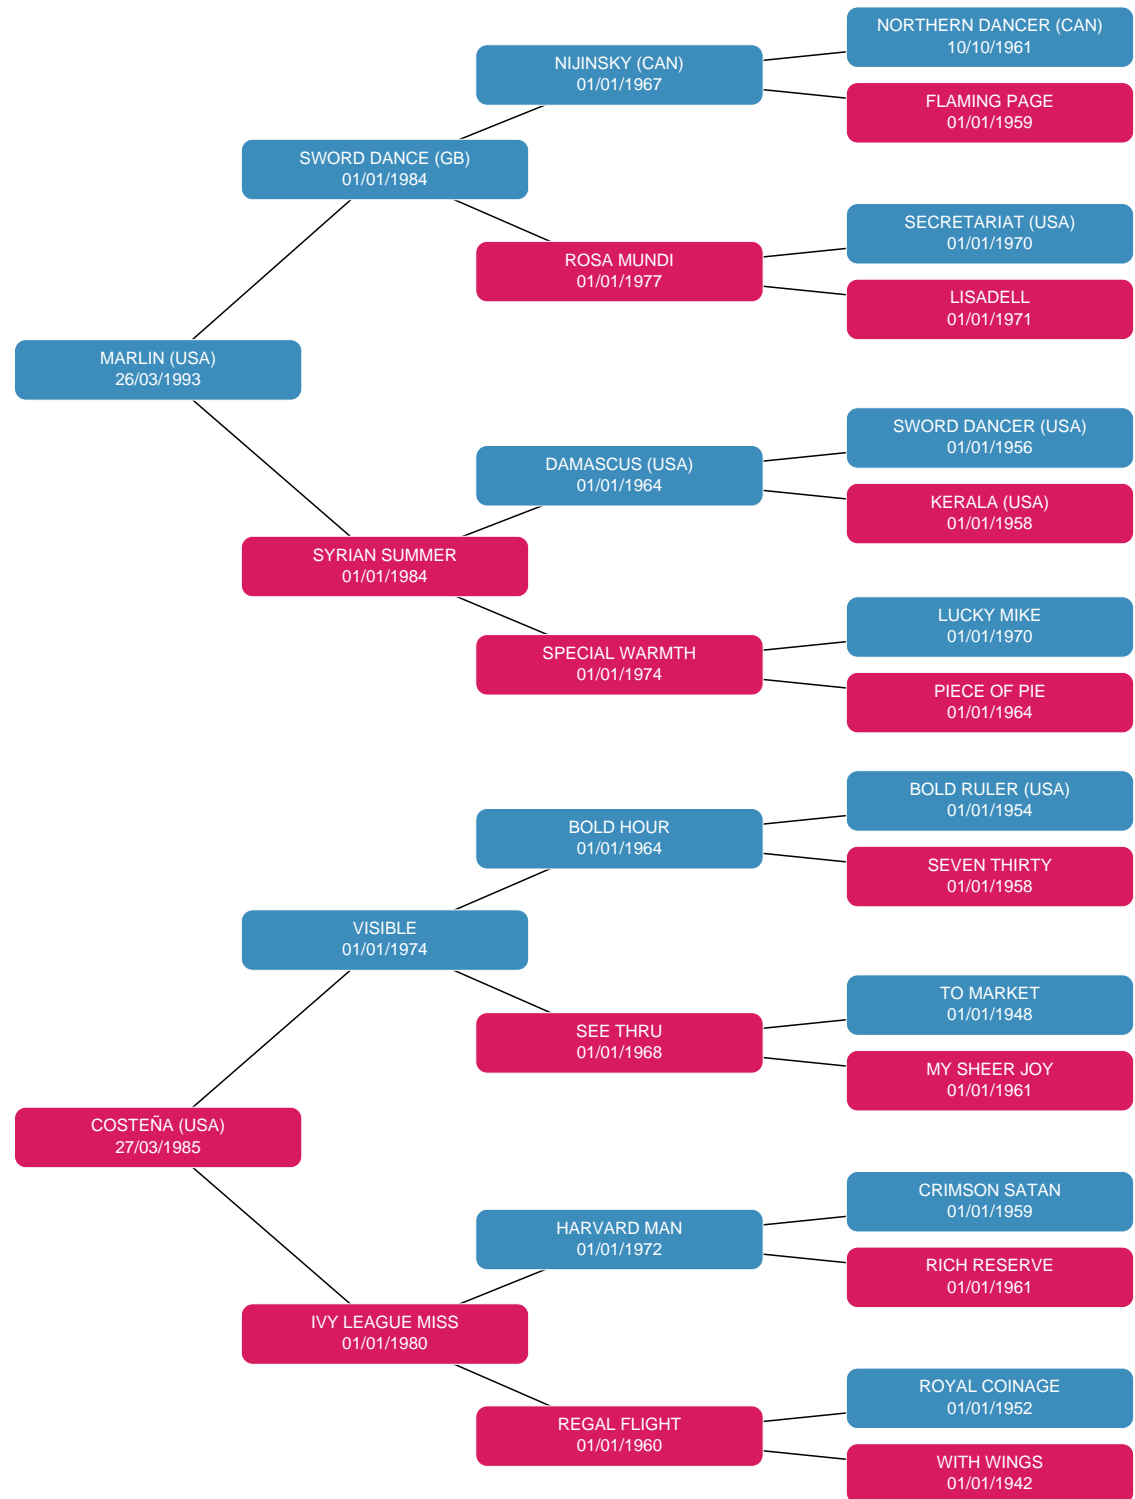 NORTHERN DANCER (CAN)
10/10/1961
NIJINSKY (CAN)
01/01/1967
FLAMING PAGE
01/01/1959
SWORD DANCE (GB)
01/01/1984
SECRETARIAT (USA)
01/01/1970
ROSA MUNDI
01/01/1977
LISADELL
01/01/1971
MARLIN (USA)
26/03/1993
SWORD DANCER (USA)
01/01/1956
DAMASCUS (USA)
01/01/1964
KERALA (USA)
01/01/1958
SYRIAN SUMMER
01/01/1984
LUCKY MIKE
01/01/1970
SPECIAL WARMTH
01/01/1974
PIECE OF PIE
01/01/1964
BOLD RULER (USA)
01/01/1954
BOLD HOUR
01/01/1964
SEVEN THIRTY
01/01/1958
VISIBLE
01/01/1974
TO MARKET
01/01/1948
SEE THRU
01/01/1968
MY SHEER JOY
01/01/1961
COSTEÑA (USA)
27/03/1985
CRIMSON SATAN
01/01/1959
HARVARD MAN
01/01/1972
RICH RESERVE
01/01/1961
IVY LEAGUE MISS
01/01/1980
ROYAL COINAGE
01/01/1952
REGAL FLIGHT
01/01/1960
WITH WINGS
01/01/1942